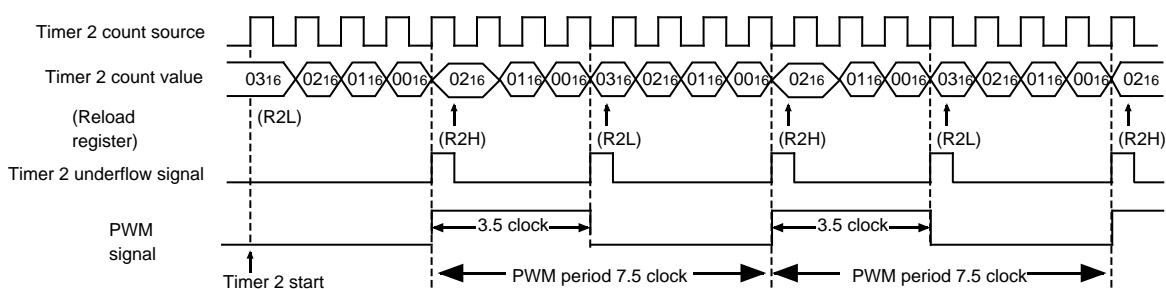 Timer 2 count source
Timer 2 count value
0316 0216 0116 0016 0216 0116 0016 0316 0216 0116 0016 0216 0116 0016 0316 0216 0116 0016 0216
(Reload
register)
(R2L) (R2H) (R2L) (R2H) (R2L) (R2H)
Timer 2 underflow signal
PWM
signal
3.5 clock 3.5 clock
Timer 2 start
PWM period 7.5 clock PWM period 7.5 clock